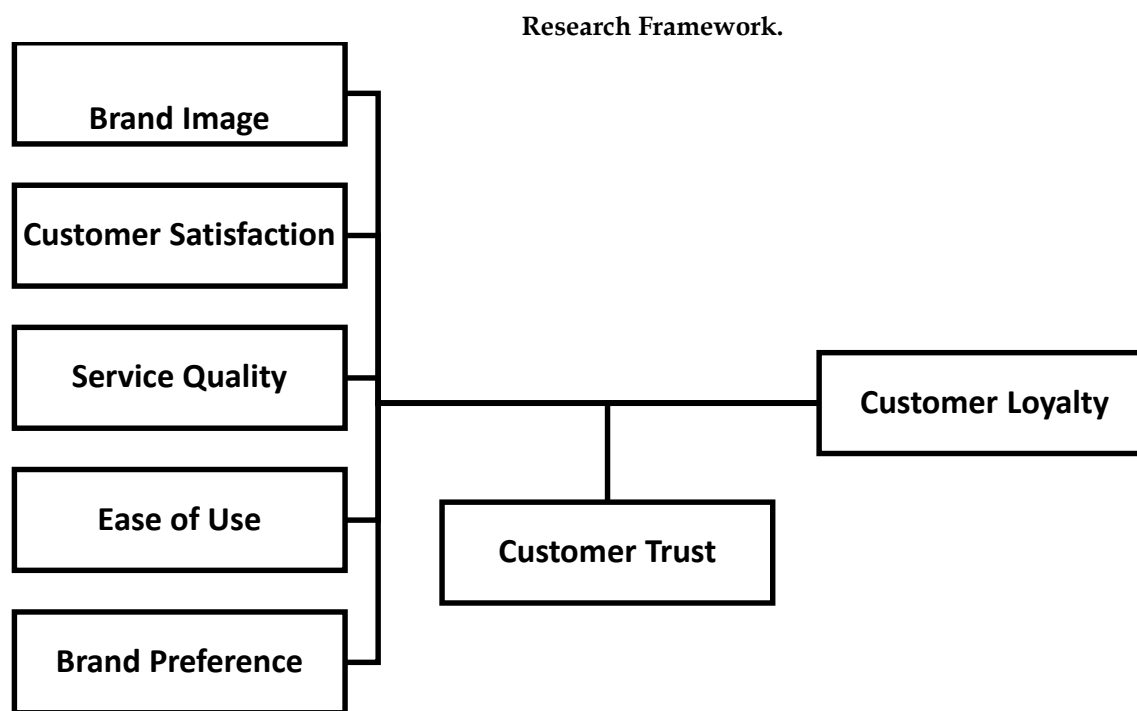 Research Framework.
Brand Image
Customer Satisfaction
Service Quality
Customer Loyalty
Ease of Use
Customer Trust
Brand Preference